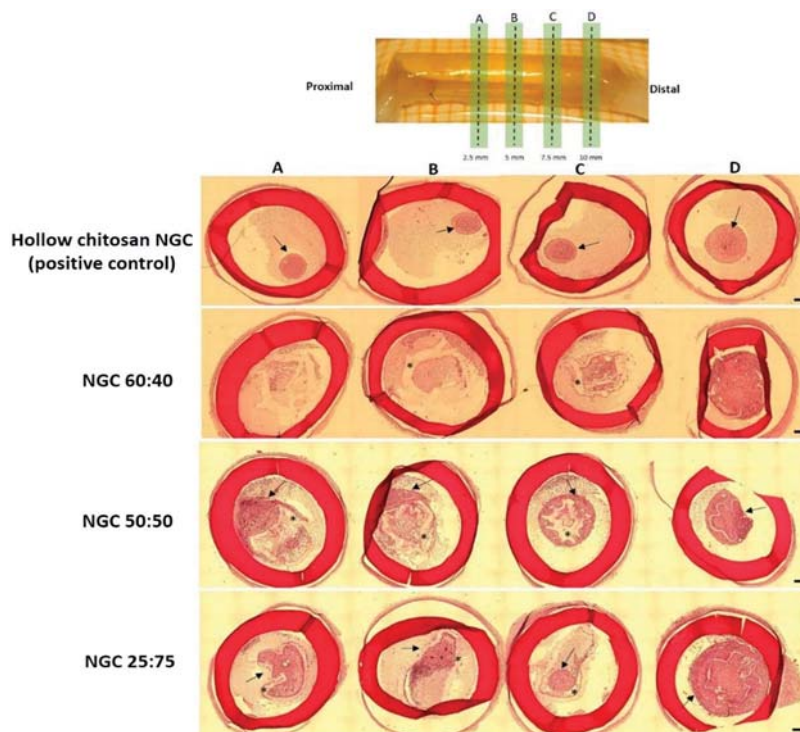 A B C D
Proximal Distal
2.5 mm 5 mm 7.5 mm 10 mm
A B C D
Hollow chitosan NGC
(positive control)
NGC 60:40
NGC 50:50
* *
* *
NGC 25:75